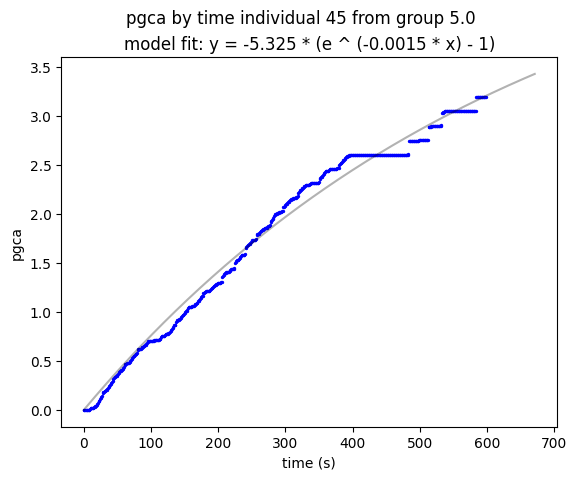 pgca by time individual 45 from group 5.0
model fit: y = -5.325 * (e ^ (-0.0015 * x) - 1)
3.5
3.0
2.5
2.0
1.5
1.0
0.5
0.0
pgca
0 100 200 300 400 500 600 700
time (s)